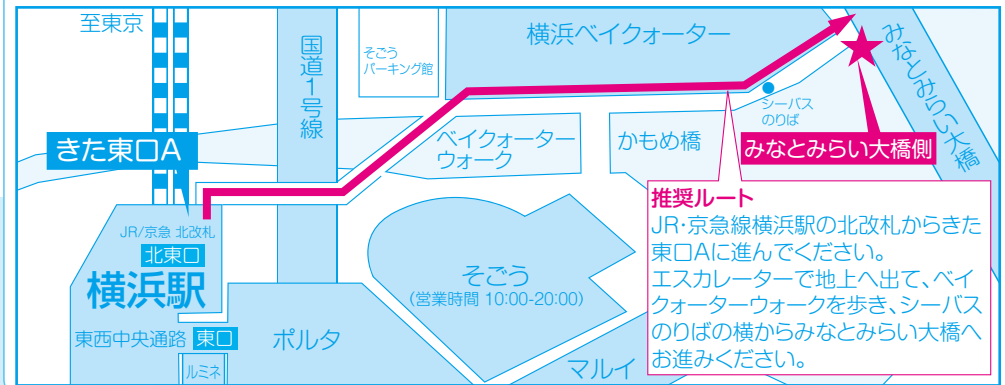 至東京
国道1号線
そごう
パーキング館
横浜ベイクォーター
みなとみらい大橋
シーバス
のりば
きた東口A
ベイクォーター
ウォーク
かもめ橋
みなとみらい大橋側
JR/京急 北改札
北東口
横浜駅
東西中央通路 東口
ルミネ
ポルタ
そごう
(営業時間 10:00-20:00)
マルイ
推奨ルート
JR・京急線横浜駅の北改札からきた
東口Aに進んでください。
エスカレーターで地上へ出て、ベイ
クォーターウォークを歩き、シーバス
のりばの横からみなとみらい大橋へ
お進みください。